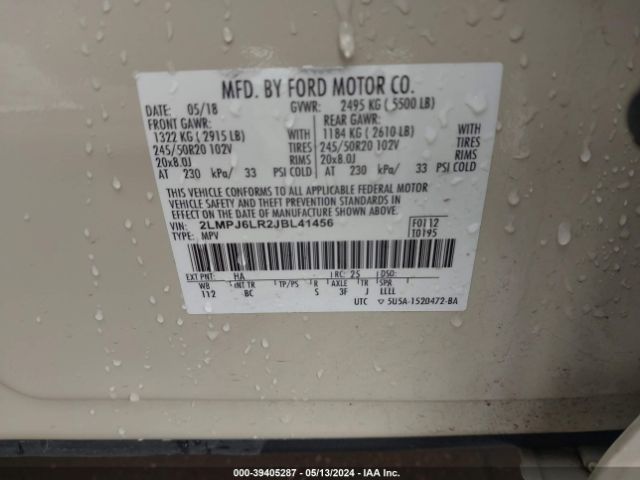 MFD. BY FORD MOTOR CO.
DATE: 05/18 GVWR: 2495 KG ( 5500 LB)
FRONT GAWR: REAR GAWR:
1322 KG ( 2915 LB) WITH 1184 KG ( 2610 LB) WITH
245/50R20 102V TIRES 245/50R20 102V TIRES
20x8.0J RIMS 20x8.0J RIMS
AT 230 kPa/ 33 PSI COLD AT 230 kPa/ 33 PSI COLD
THIS VEHICLE CONFORMS TO ALL APPLICABLE FEDERAL MOTOR
VEHICLE SAFETY AND THEFT PREVENTION STANDARDS IN
EFFECT ON THE DATE OF MANUFACTURE SHOWN ABOVE.
VIN: 2LMPJ6LR2JBL41456 F0112
TYPE: MPV T0195
EXT PNT: HA RC: 25 DSO:
WB INT TR TP/PS R AXLE TR SPR
112 BC S 3F J LLLL
UTC ▽ 5U5A-1520472-BA
000-39405287 - 05/13/2024 - IAA Inc.